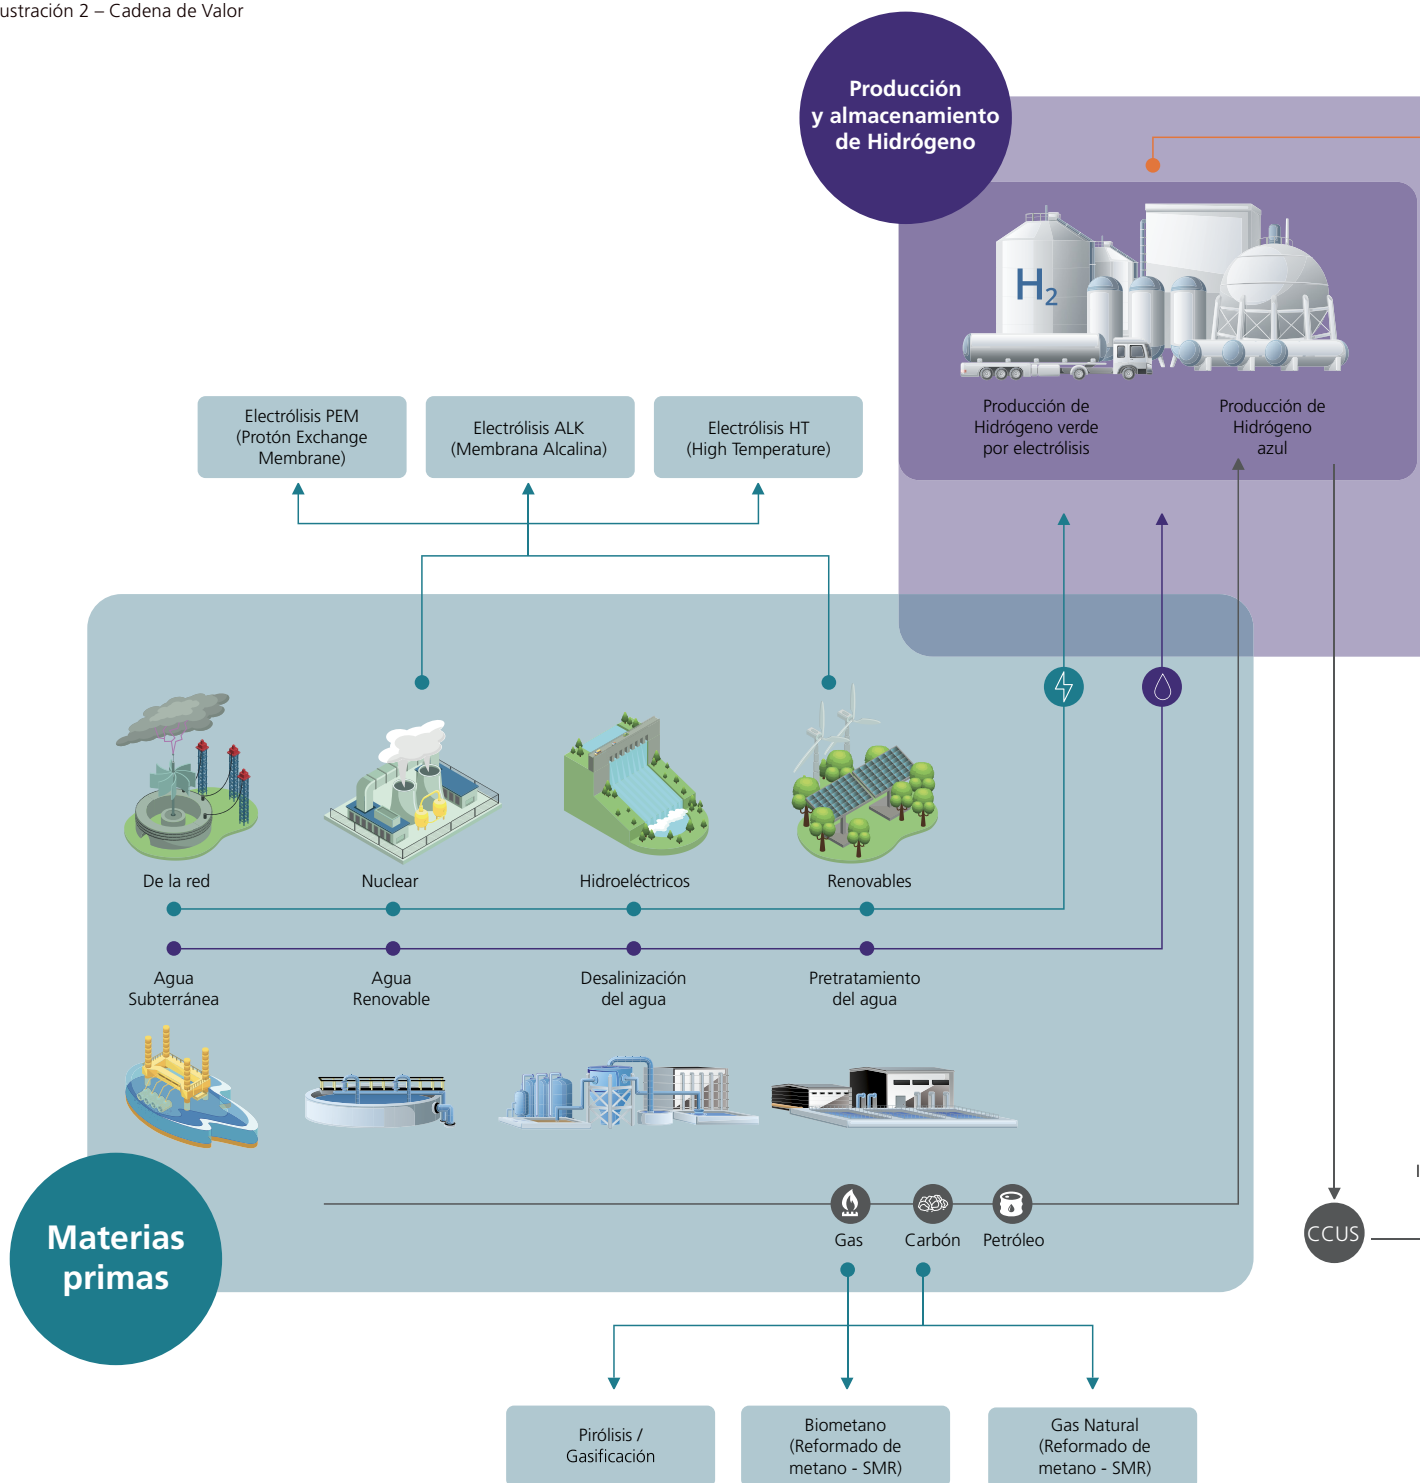 ustración 2 – Cadena de Valor
Producción
y almacenamiento
de Hidrógeno
H2
Producción de
Hidrógeno verde
por electrólisis
Producción de
Hidrógeno
azul
Electrólisis PEM
(Protón Exchange
Membrane)
Electrólisis ALK
(Membrana Alcalina)
Electrólisis HT
(High Temperature)
De la red
Nuclear
Hidroeléctricos
Renovables
Agua
Subterránea
Agua
Renovable
Desalinización
del agua
Pretratamiento
del agua
Materias
primas
Gas
Carbón
Petróleo
CCUS
Pirólisis /
Gasificación
Biometano
(Reformado de
metano - SMR)
Gas Natural
(Reformado de
metano - SMR)